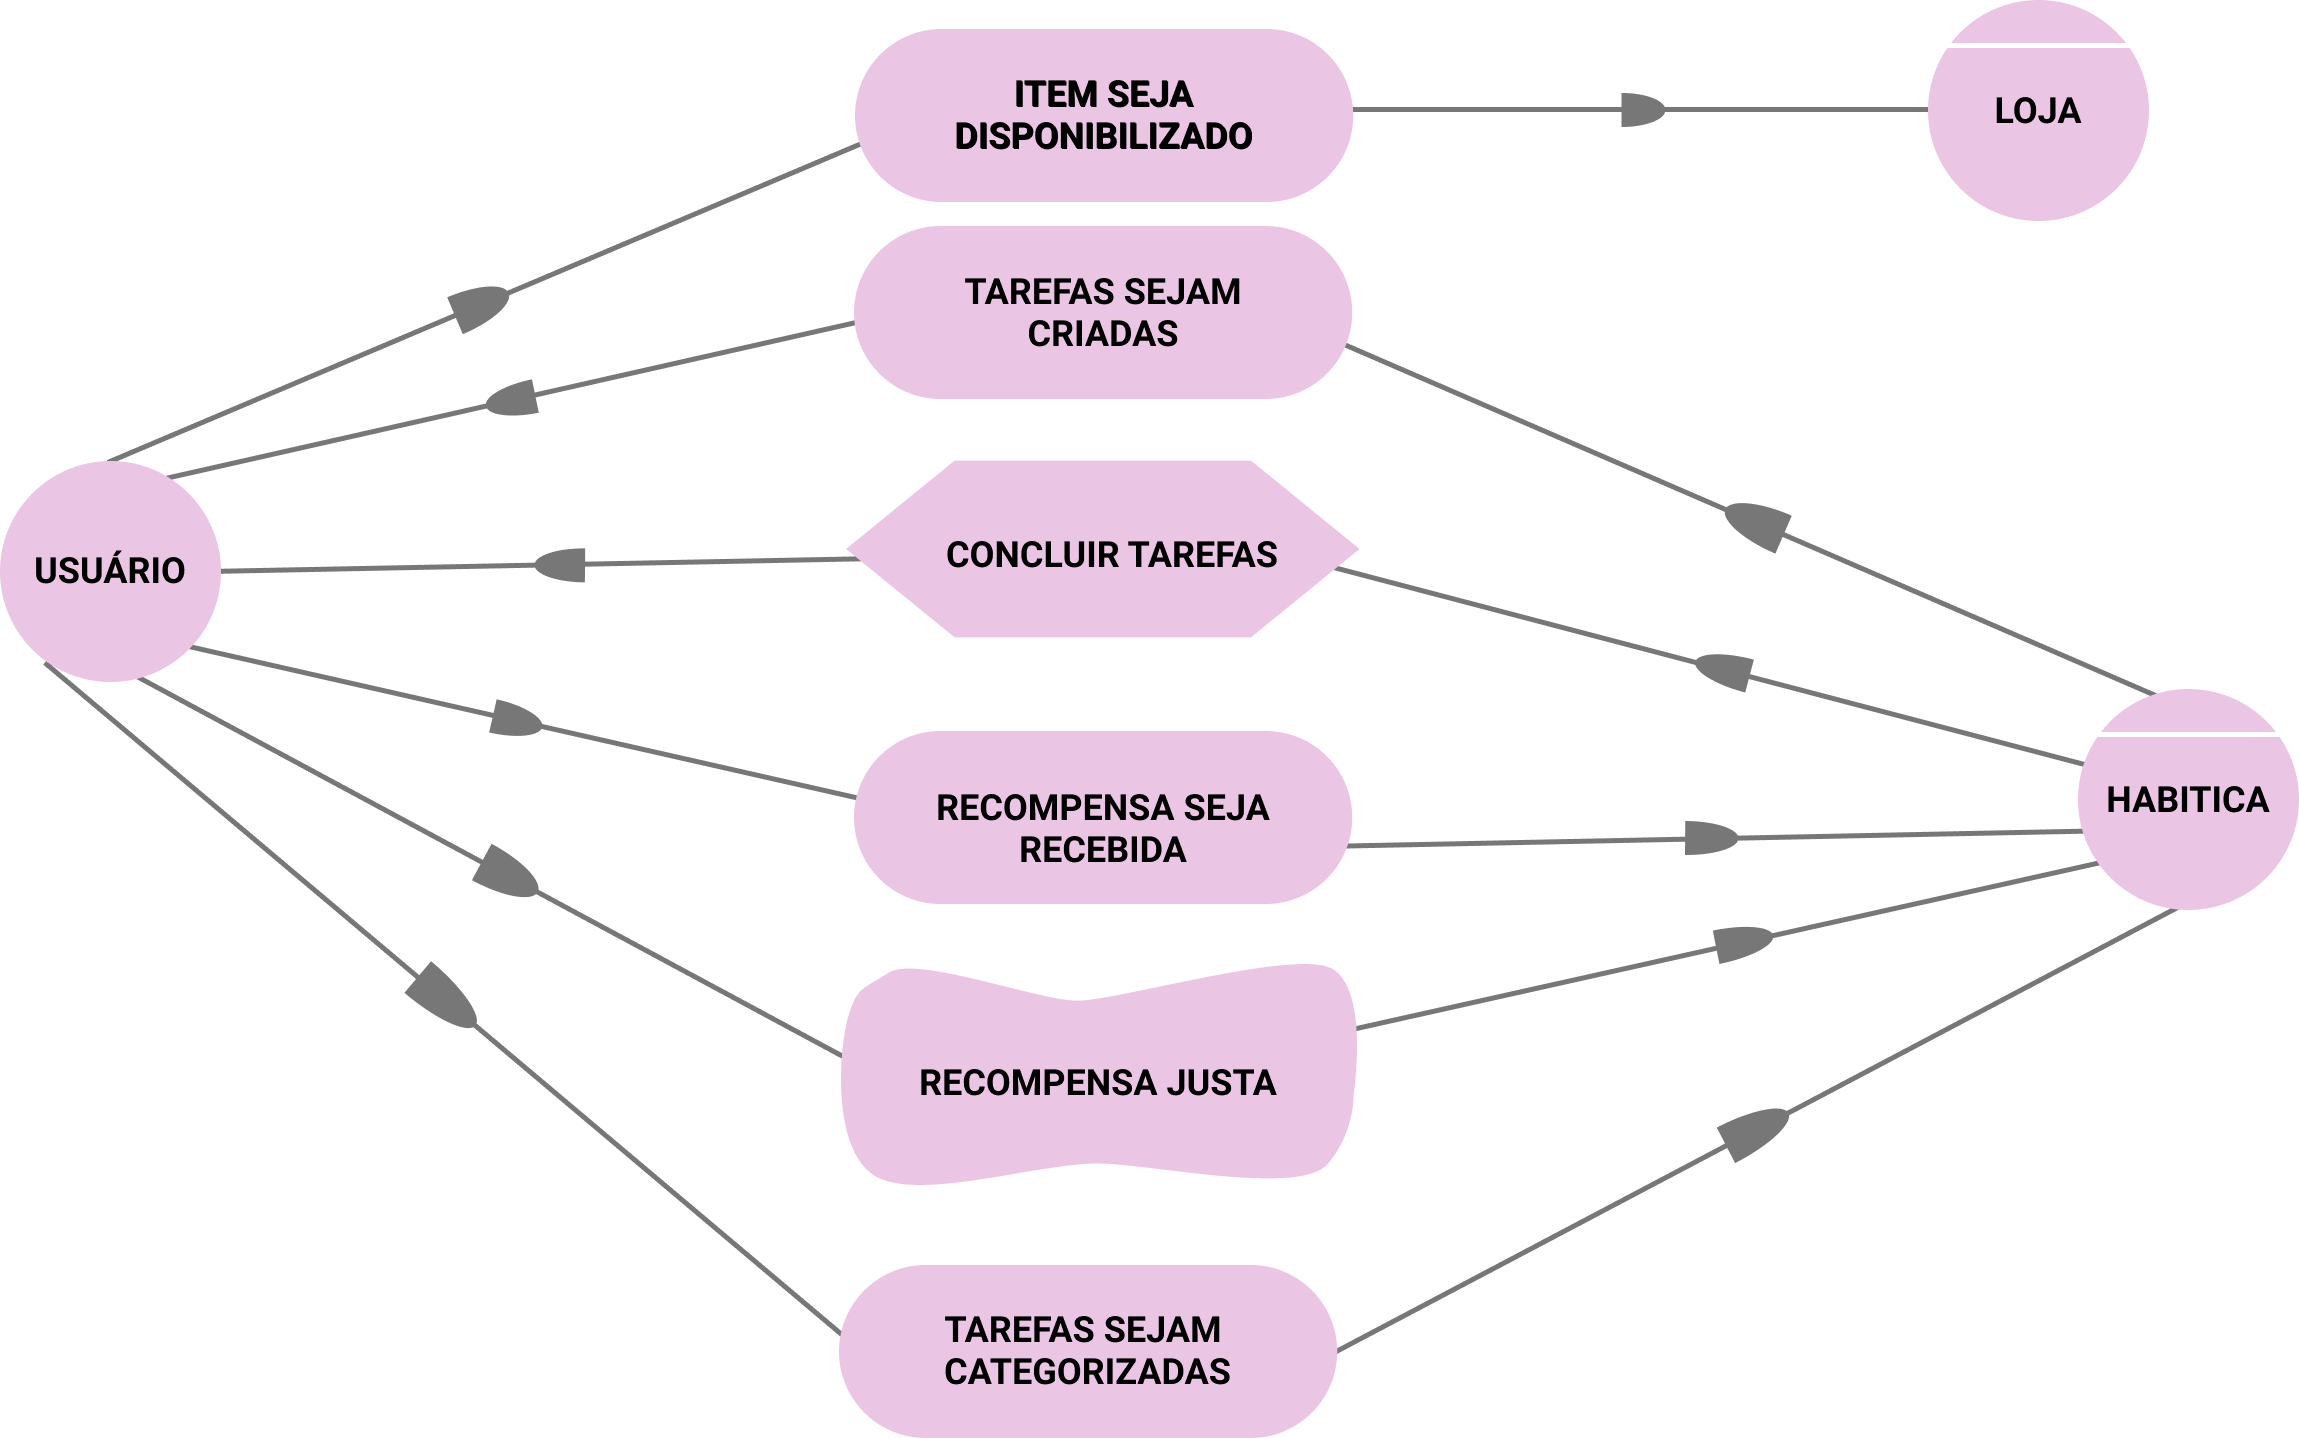 ITEM SEJA
DISPONIBILIZADO
LOJA
TAREFAS SEJAM
CRIADAS
USUÁRIO
CONCLUIR TAREFAS
HABITICA
RECOMPENSA SEJA
RECEBIDA
RECOMPENSA JUSTA
TAREFAS SEJAM
CATEGORIZADAS